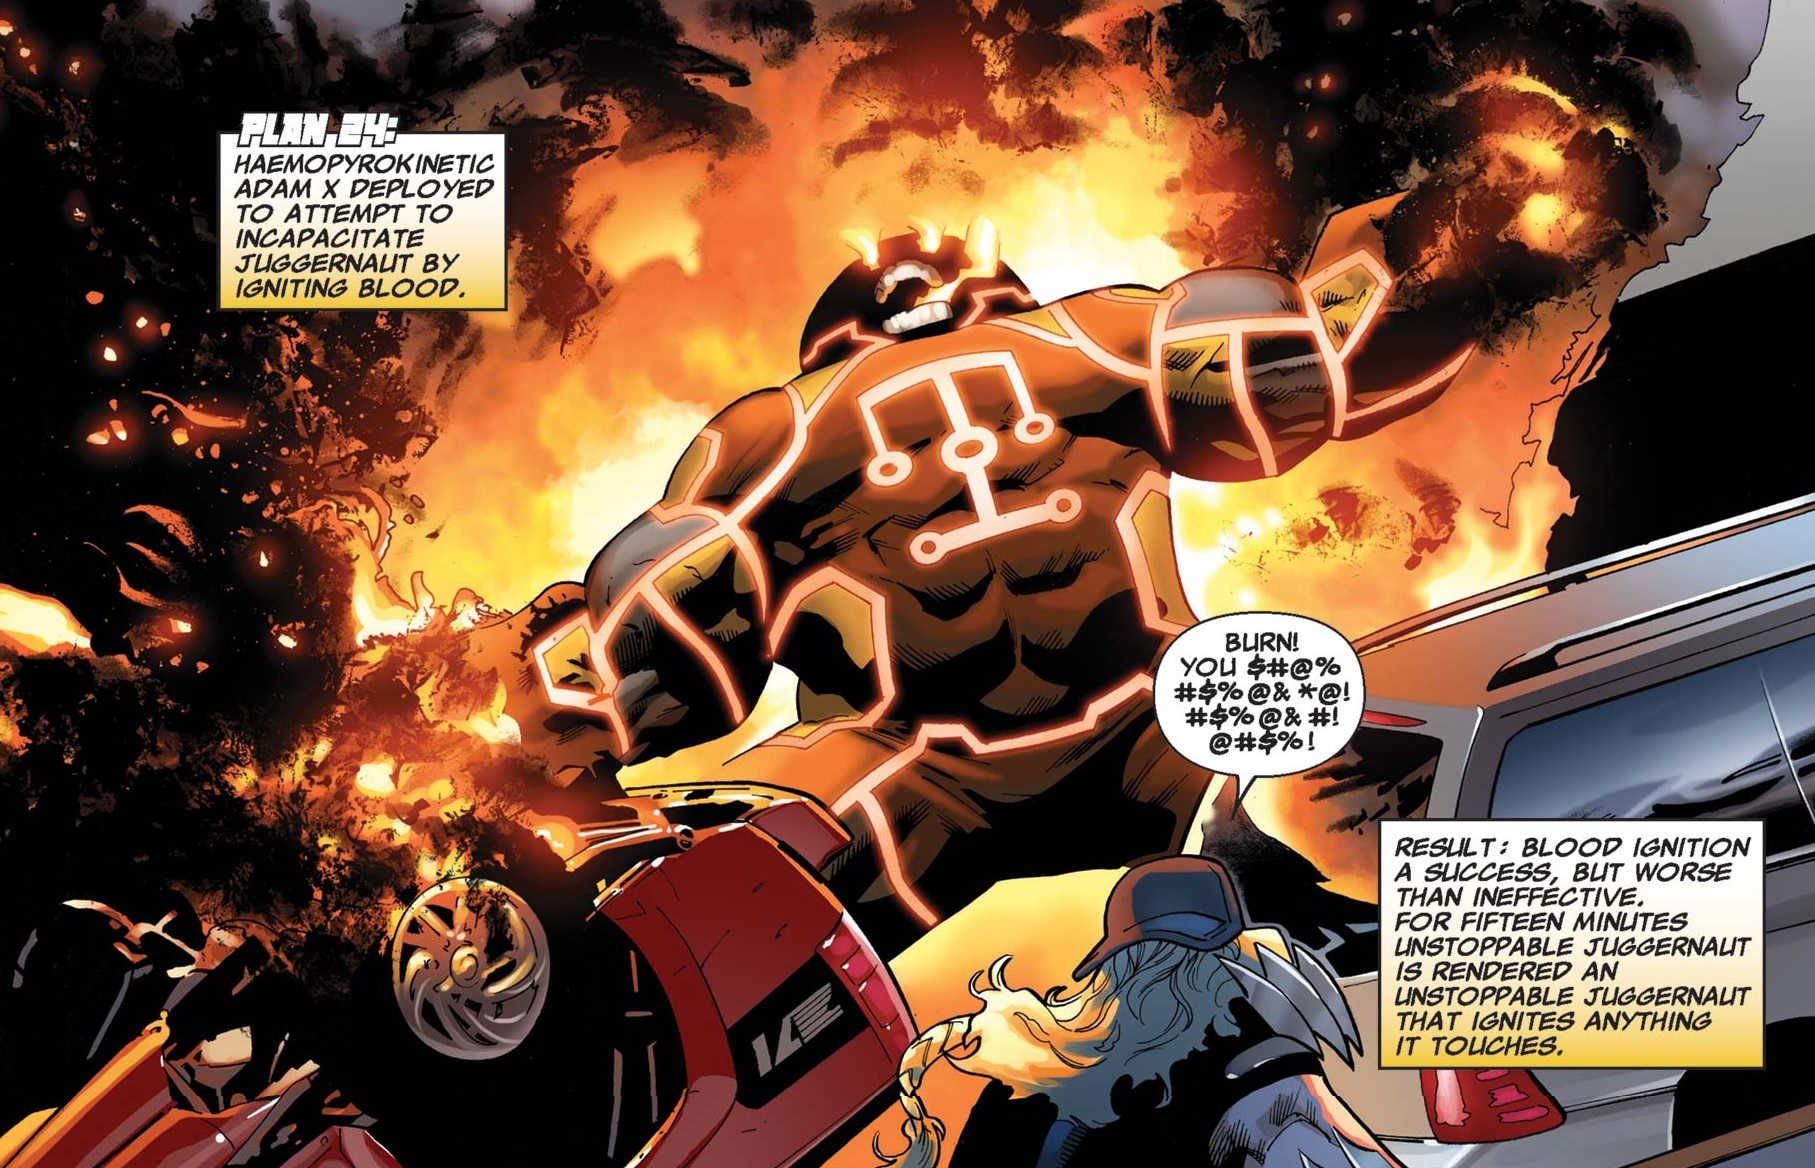 PLAN 24:
HAEMOPYROKINETIC
ADAM X DEPLOYED
TO ATTEMPT TO
INCAPACITATE
JUGGERNAUT BY
IGNITING BLOOD.
BURN!
YOU $#@%
#$%@& *@!
#$%@& #!
@#$%!
RESULT: BLOOD IGNITION
A SUCCESS, BUT WORSE
THAN INEFFECTIVE.
FOR FIFTEEN MINUTES
UNSTOPPABLE JUGGERNAUT
IS RENDERED AN
UNSTOPPABLE JUGGERNAUT
THAT IGNITES ANYTHING
IT TOUCHES.